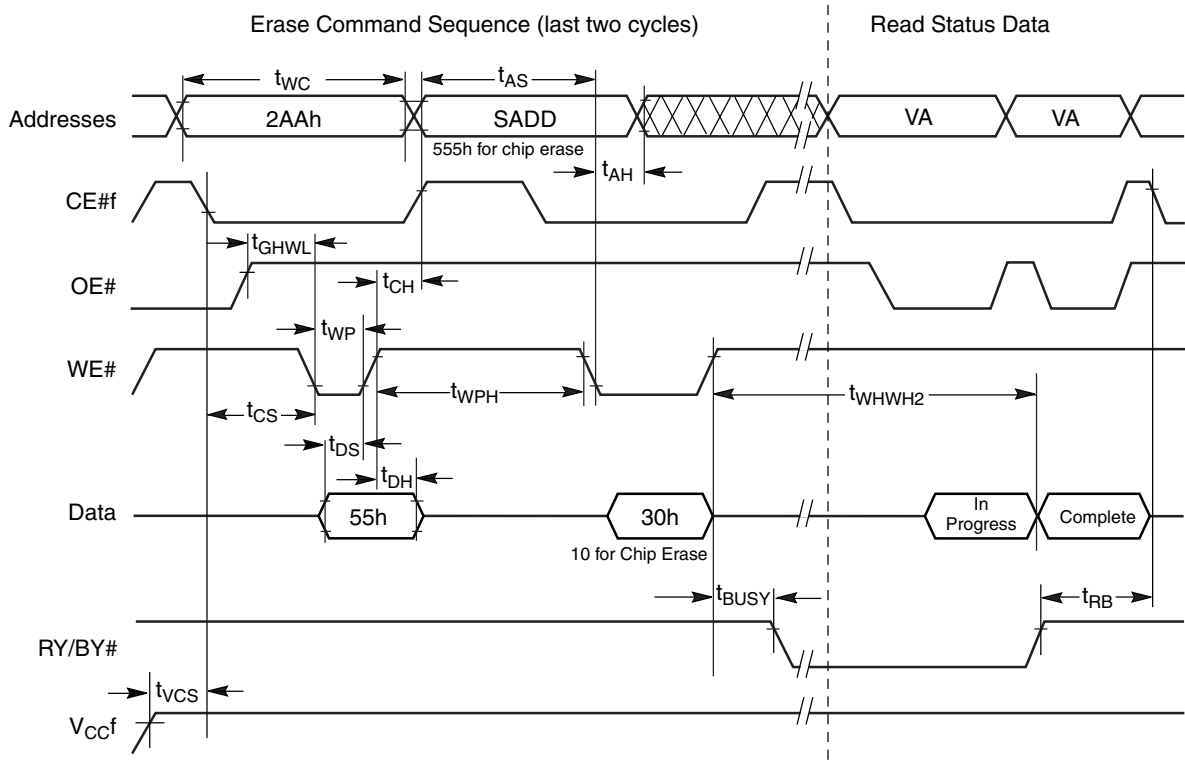 Erase Command Sequence (last two cycles)
Read Status Data
tWC
tAS
Addresses
2AAh
SADD
VA
VA
555h for chip erase
tAH
CE#f
tGHWL
OE#
tCH
tWP
WE#
tWPH
tWHWH2
tCS
tDS
tDH
Data
55h
30h
In
Progress
Complete
10 for Chip Erase
tBUSY
tRB
RY/BY#
tVCS
VCCf